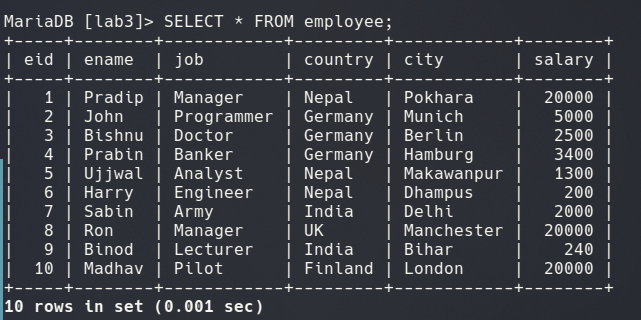 MariaDB [lab3]> SELECT * FROM employee;
+-----+--------+------------+---------+------------+--------+
| eid | ename  | job        | country | city       | salary |
+-----+--------+------------+---------+------------+--------+
|   1 | Pradip | Manager    | Nepal   | Pokhara    |  20000 |
|   2 | John   | Programmer | Germany | Munich     |   5000 |
|   3 | Bishnu | Doctor     | Germany | Berlin     |   2500 |
|   4 | Prabin | Banker     | Germany | Hamburg    |   3400 |
|   5 | Ujjwal | Analyst    | Nepal   | Makawanpur |   1300 |
|   6 | Harry  | Engineer   | Nepal   | Dhampus    |    200 |
|   7 | Sabin  | Army       | India   | Delhi      |   2000 |
|   8 | Ron    | Manager    | UK      | Manchester |  20000 |
|   9 | Binod  | Lecturer   | India   | Bihar      |    240 |
|  10 | Madhav | Pilot      | Finland | London     |  20000 |
+-----+--------+------------+---------+------------+--------+
10 rows in set (0.001 sec)